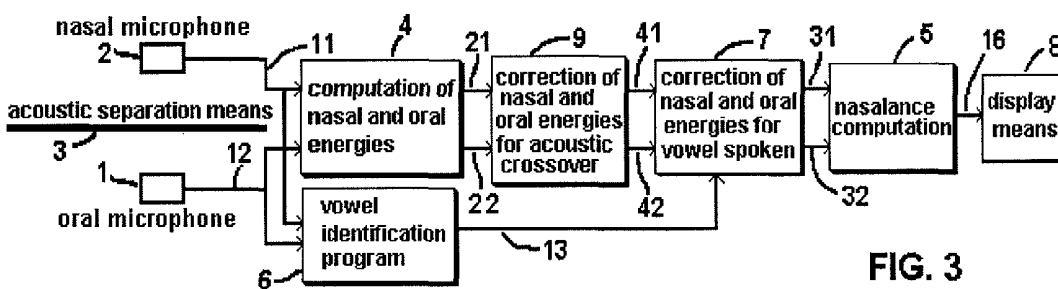 nasal microphone
2
11
acoustic separation means
3
12
1
oral microphone
4
computation of
nasal and oral
energies
21
22
9
correction of
nasal and
oral energies
for acoustic
crossover
41
42
7
correction of
nasal and oral
energies for
vowel spoken
31
32
5
nasalance
computation
16
8
display
means
vowel
identification
program
6
13
FIG. 3